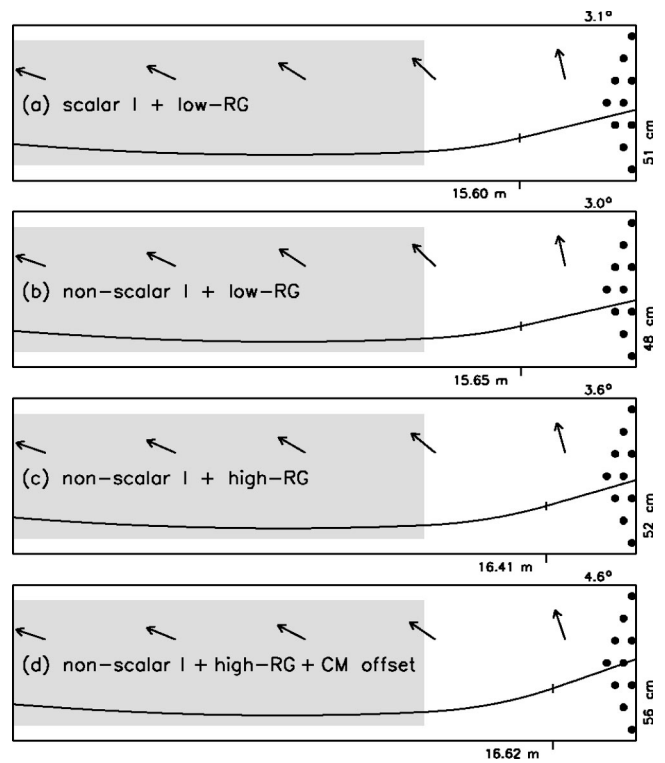 3.1°
(a) scalar I + low-RG
51 cm
15.60 m
3.0°
(b) non-scalar I + low-RG
48 cm
15.65 m
3.6°
(c) non-scalar I + high-RG
52 cm
16.41 m
4.6°
(d) non-scalar I + high-RG + CM offset
56 cm
16.62 m